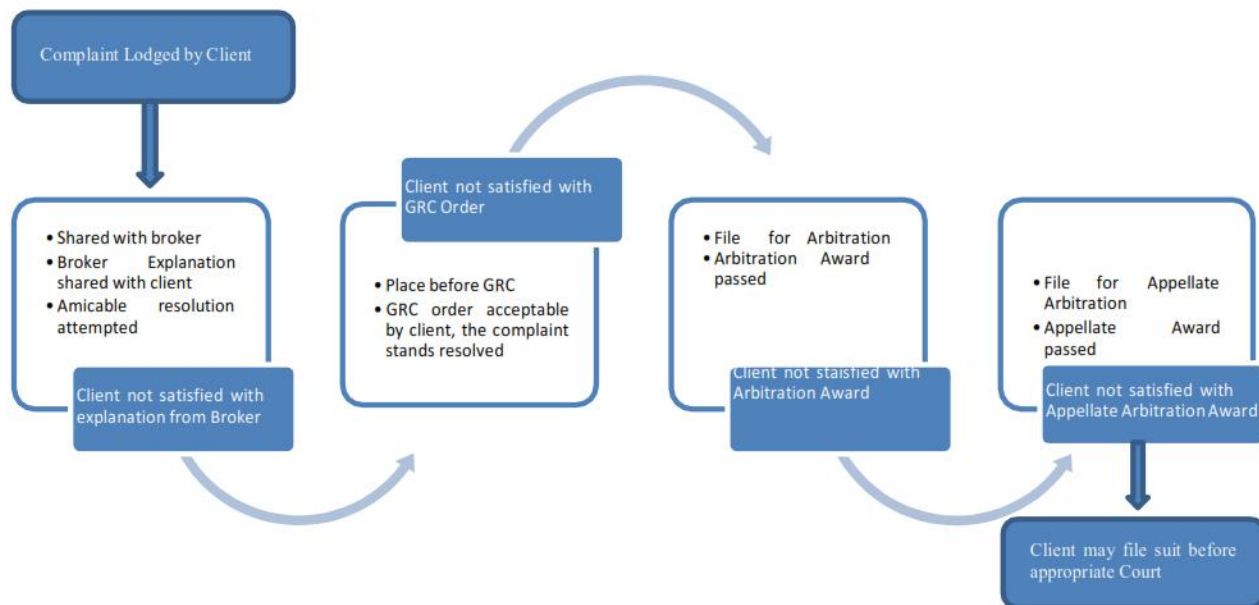 Complaint Lodged by Client
• Shared with broker
• Broker Explanation
shared with client
• Amicable resolution
attempted
Client not satisfied with
explanation from Broker
Client not satisfied with
GRC Order
• Place before GRC
• GRC order acceptable
by client, the complaint
stands resolved
• File for Arbitration
• Arbitration Award
passed
Client not staisfied with
Arbitration Award
• File for Appellate
Arbitration
• Appellate Award
passed
Client not satisfied with
Appellate Arbitration Award
Client may file suit before
appropriate Court